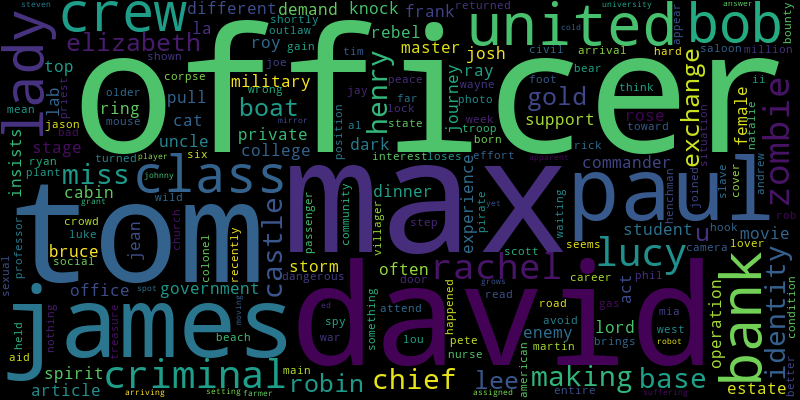 officer
tom
max
david
james
paul
united
bob
lady
crew
class
criminal
bank
zombie
identity
castle
lucy
rachel
elizabeth
henry
boat
gold
exchange
miss
chief
robin
making
base
lee
lord
military
private
college
dark
master
josh
journey
support
commander
female
rose
student
movie
u
act
operation
estate
enemy
experience
dinner
often
storm
government
office
bruce
cabin
stage
uncle
cat
pull
ring
top
lab
insists
article
spirit
jean
different
demand
knock
frank
rebel
roy
la
gain
shortly
outlaw
returned
university
appear
answer
bounty
million
steven
cold
saloon
civil
arrival
hard
tim
joe
shown
corpse
older
mouse
wrong
mirror
priest
bad
mean
jason
ryan
plant
turned
player
six
al
position
jay
peace
far
lock
state
week
born
interest
loses
effort
wayne
ray
photo
foot
bear
troop
think
toward
rick
ii
situation
natalie
apparent
henchman
joined
slave
cover
andrew
rob
hook
camera
lover
e
johnny
grant
wild
crowd
luke
social
professor
church
colonel
recently
passenger
community
villager
step
pirate
yet
waiting
scott
seems
career
phil
mia
west
better
condition
sexual
held
aid
nothing
treasure
spot
moving
beach
dangerous
door
something
attend
happened
read
grows
road
avoid
gas
martin
brings
robot
suffering
american
entire
assigned
nurse
pete
lou
spy
ed
war
main
setting
farmer
arriving